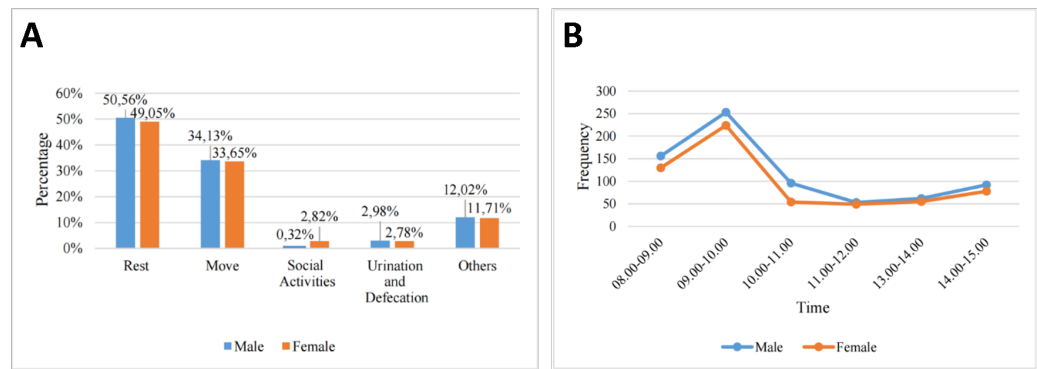 A
60%
50%
40%
30%
20%
10%
0%
Percentage
50,56%
49,05%
34,13%
33,65%
0,32%
2,82%
2,98%
2,78%
12,02%
11,71%
Rest
Move
Social
Activities
Urination
and
Defecation
Others
Male
Female
B
300
250
200
150
100
50
0
Frequency
08.00-09.00
09.00-10.00
10.00-11.00
11.00-12.00
13.00-14.00
14.00-15.00
Time
Male
Female